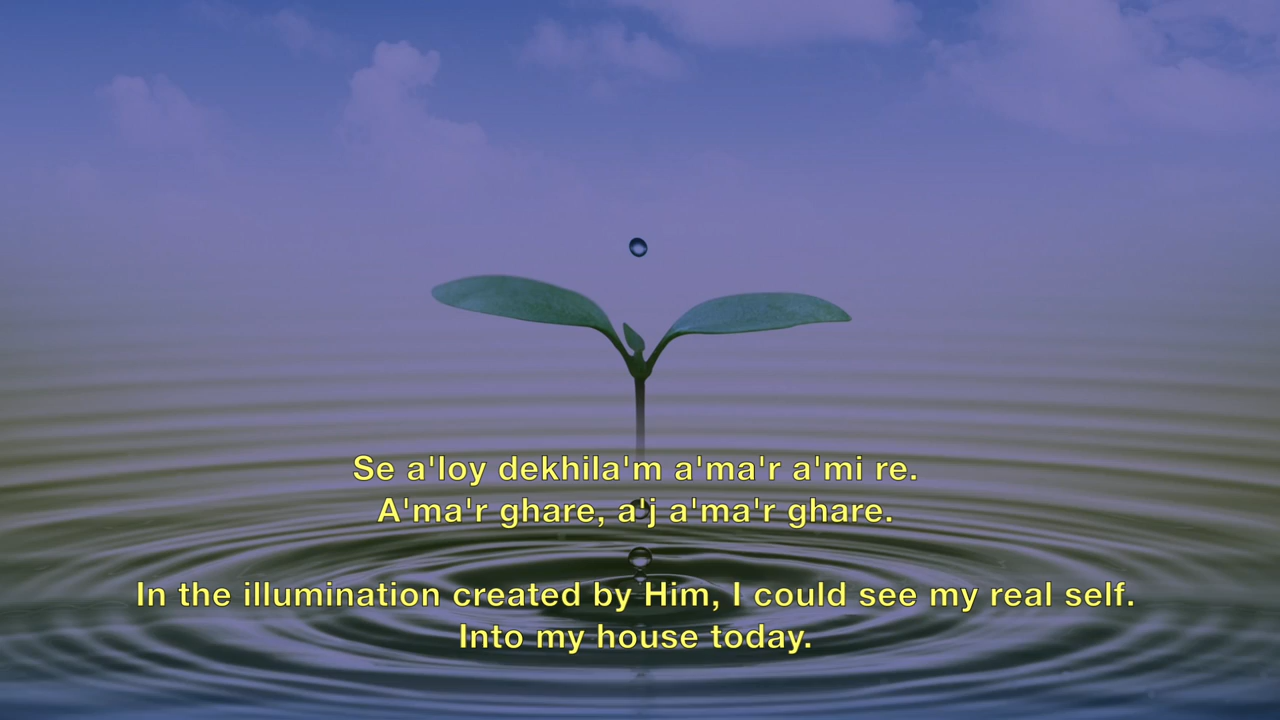 Se a'loy dekhila'm a'ma'r a'mi re.
A'ma'r ghare, a'j a'ma'r ghare.
In the illumination created by Him, I could see my real self.
Into my house today.